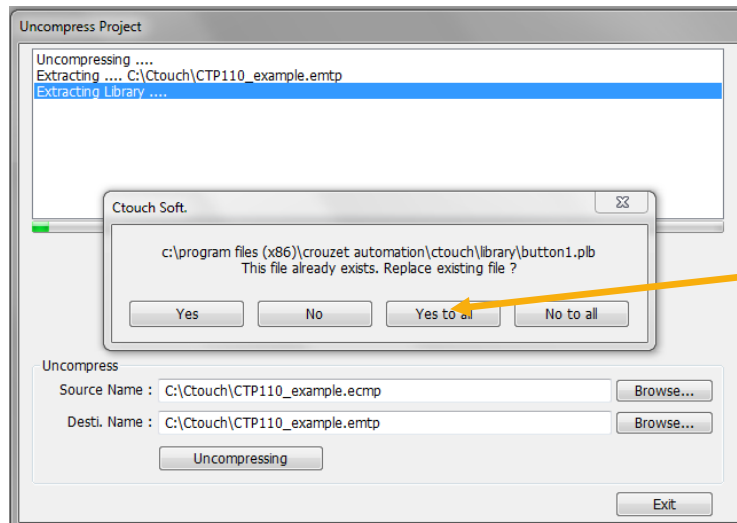 Uncompress Project
Uncompressing ....
Extracting .... C:\Ctouch\CTP110_example.emtp
Extracting Library ....
Ctouch Soft.
c:\program files (x86)\crouzet automation\ctouch\library\button1.plb
This file already exists. Replace existing file ?
Yes No Yes to all No to all
Uncompress
Source Name : C:\Ctouch\CTP110_example.ecmp Browse...
Desti. Name : C:\Ctouch\CTP110_example.emtp Browse...
Uncompressing
Exit